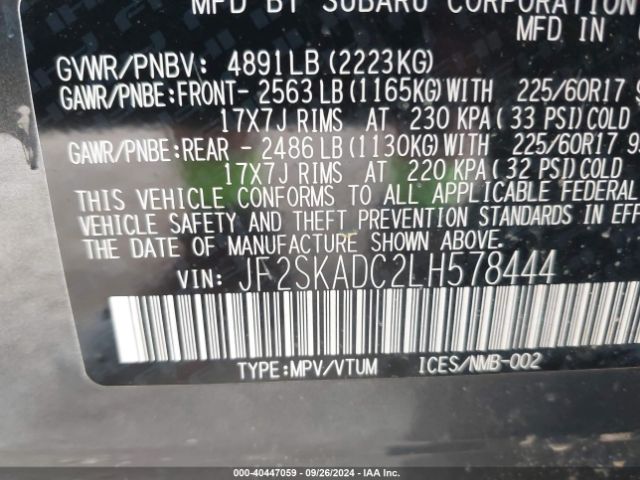 MFD BY SUBARU CORPORATION
MFD IN
GVWR/PNBV: 4891LB (2223KG)
GAWR/PNBE:FRONT- 2563 LB (1165KG)WITH 225/60R17
17X7J RIMS AT 230 KPA (33 PSI) COLD
GAWR/PNBE:REAR - 2486 LB (1130KG)WITH 225/60R17
17X7J RIMS AT 220 KPA (32 PSI) COLD
THIS VEHICLE CONFORMS TO ALL APPLICABLE FEDERAL
VEHICLE SAFETY AND THEFT PREVENTION STANDARDS IN EFF
THE DATE OF MANUFACTURE SHOWN ABOVE.
VIN: JF2SKADC2LH578444
TYPE:MPV/VTUM ICES/NMB-002
000-40447059 - 09/26/2024 - IAAI.com